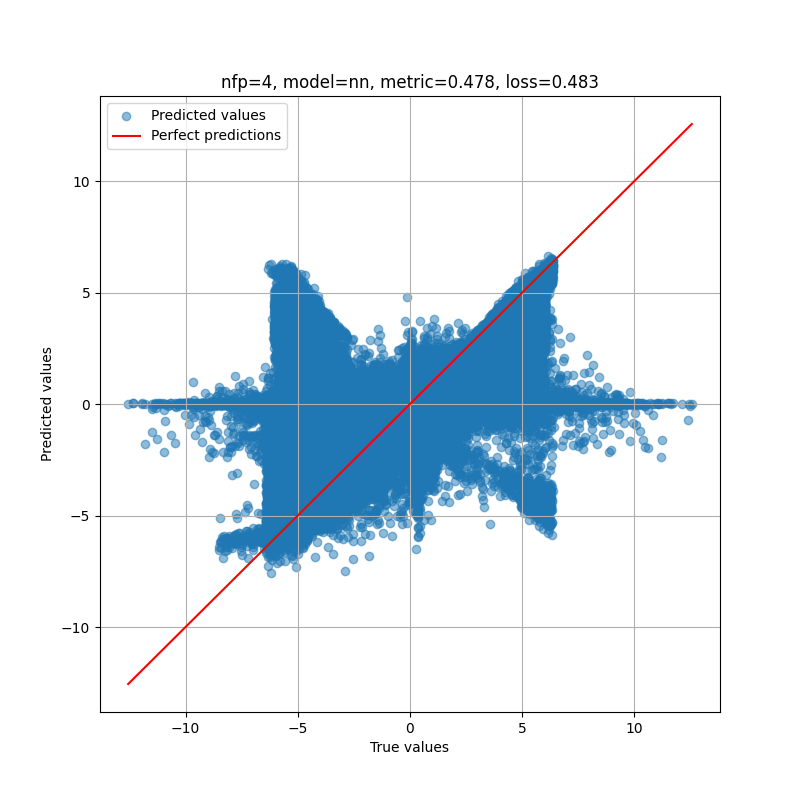 nfp=4, model=nn, metric=0.478, loss=0.483
Predicted values
Perfect predictions
10
5
0
−5
−10
Predicted values
−10
−5
0
5
10
True values